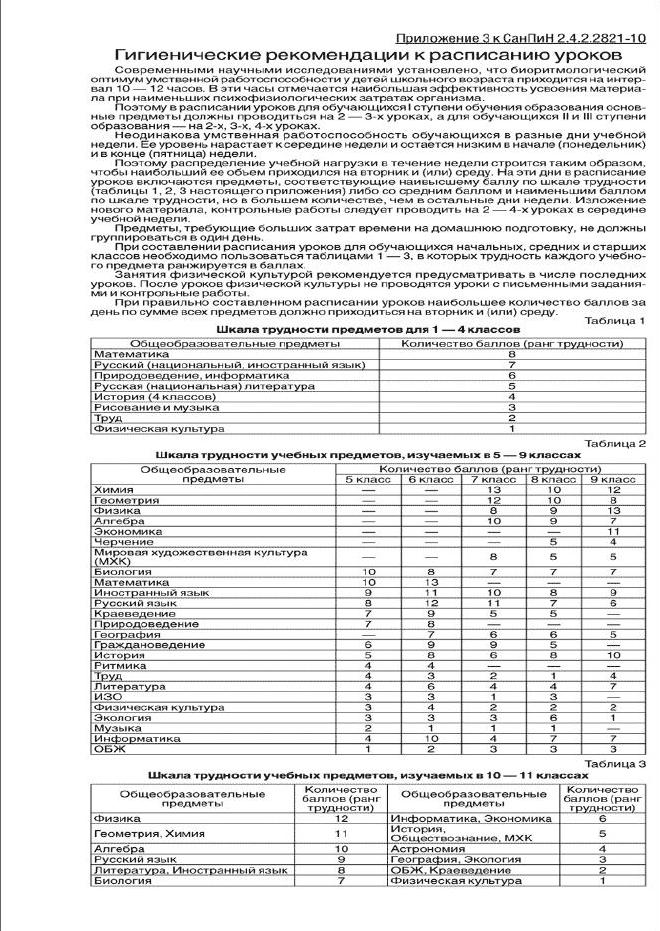 Приложение 3 к СанПиН 2.4.2.2821-10
Гигиенические рекомендации к расписанию уроков
Современными научными исследованиями установлено, что биоритмологический
оптимум умственной работоспособности у детей школьного возраста приходится на интер-
вал 10 — 12 часов. В эти часы отмечается наибольшая эффективность усвоения материа-
ла при наименьших психофизиологических затратах организма.
Поэтому в расписании уроков для обучающихся I ступени обучения образования основ-
ные предметы должны проводиться на 2 — 3-х уроках, а для обучающихся II и III ступени
образования — на 2-х, 3-х, 4-х уроках.
Неодинакова умственная работоспособность обучающихся в разные дни учебной
недели. Ее уровень нарастает к середине недели и остается низким в начале (понедельник)
и в конце (пятница) недели.
Поэтому распределение учебной нагрузки в течение недели строится таким образом,
чтобы наибольший ее объем приходился на вторник и (или) среду. На эти дни в расписание
уроков включаются предметы, соответствующие наивысшему баллу по шкале трудности
(таблицы 1, 2, 3 настоящего приложения) либо со средним баллом и наименьшим баллом
по шкале трудности, но в большем количестве, чем в остальные дни недели. Изложение
нового материала, контрольные работы следует проводить на 2 — 4-х уроках в середине
учебной недели.
Предметы, требующие больших затрат времени на домашнюю подготовку, не должны
группироваться в один день.
При составлении расписания уроков для обучающихся начальных, средних и старших
классов необходимо пользоваться таблицами 1 — 3, в которых трудность каждого учебно-
го предмета ранжируется в баллах.
Занятия физической культурой рекомендуется предусматривать в числе последних
уроков. После уроков физической культуры не проводятся уроки с письменными задания-
ми и контрольные работы.
При правильно составленном расписании уроков наибольшее количество баллов за
день по сумме всех предметов должно приходиться на вторник и (или) среду.
Таблица 1
Шкала трудности предметов для 1 — 4 классов
Общеобразовательные предметы Количество баллов (ранг трудности)
Математика 8
Русский (национальный, иностранный язык) 7
Природоведение, информатика 6
Русская (национальная) литература 5
История (4 классов) 4
Рисование и музыка 3
Труд 2
Физическая культура 1
Таблица 2
Шкала трудности учебных предметов, изучаемых в 5 — 9 классах
Общеобразовательные Количество баллов (ранг трудности)
предметы 5 класс 6 класс 7 класс 8 класс 9 класс
Химия — — 13 10 12
Геометрия — — 12 10 8
Физика — — 8 9 13
Алгебра — — 10 9 7
Экономика — — — — 11
Черчение — — — 5 4
Мировая художественная культура
(МХК) — — 8 5 5
Биология 10 8 7 7 7
Математика 10 13 — — —
Иностранный язык 9 11 10 8 9
Русский язык 8 12 11 7 6
Краеведение 7 9 5 5 —
Природоведение 7 8 — — —
География — 7 6 6 5
Граждановедение 6 9 9 5 —
История 5 8 6 8 10
Ритмика 4 4 — — —
Труд 4 3 2 1 4
Литература 4 6 4 4 7
ИЗО 3 3 1 3 —
Физическая культура 3 4 2 2 2
Экология 3 3 3 6 1
Музыка 2 1 1 1 —
Информатика 4 10 4 7 7
ОБЖ 1 2 3 3 3
Таблица 3
Шкала трудности учебных предметов, изучаемых в 10 — 11 классах
Общеобразовательные предметы Количество баллов (ранг трудности) Общеобразовательные предметы Количество баллов (ранг трудности)
Физика 12 Информатика, Экономика 6
Геометрия, Химия 11 История, Обществознание, МХК 5
Алгебра 10 Астрономия 4
Русский язык 9 География, Экология 3
Литература, Иностранный язык 8 ОБЖ, Краеведение 2
Биология 7 Физическая культура 1